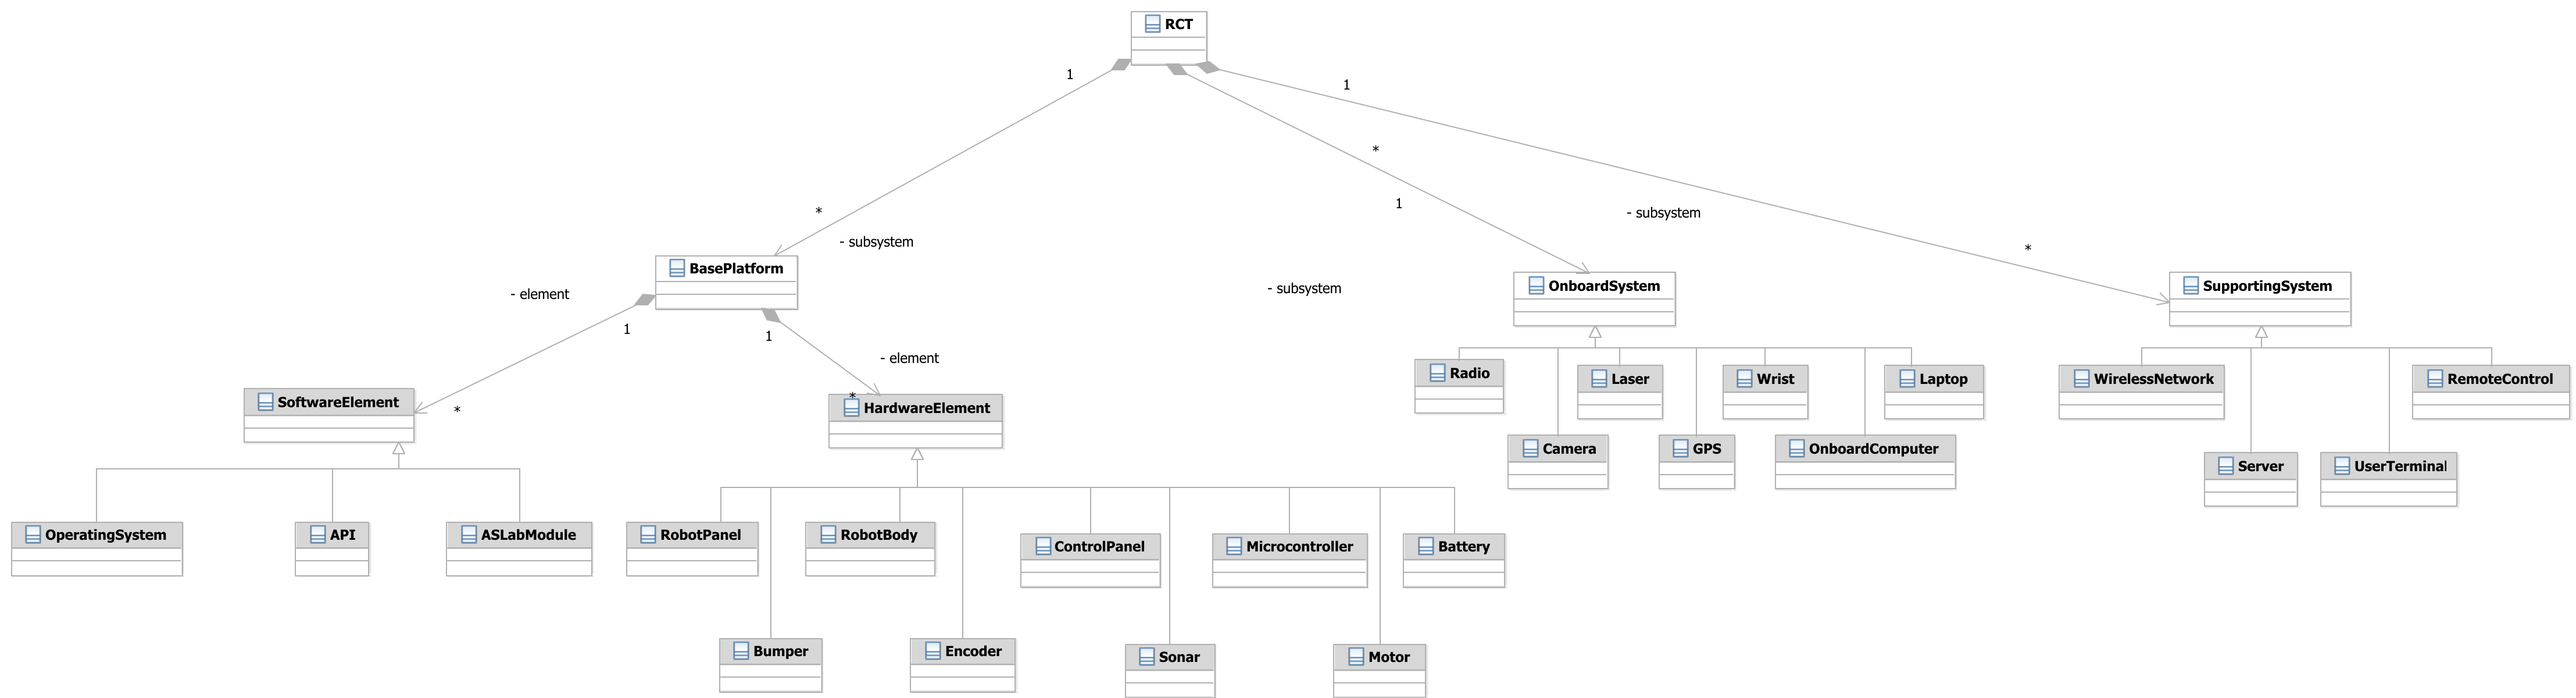 RCT
1
1
*
1
*
- subsystem
- subsystem
*
BasePlatform
- element
- subsystem
OnboardSystem
SupportingSystem
1
1
- element
Radio
Laser
Wrist
Laptop
WirelessNetwork
RemoteControl
SoftwareElement
*
*
HardwareElement
Camera
GPS
OnboardComputer
Server
UserTerminal
OperatingSystem
API
ASLabModule
RobotPanel
RobotBody
ControlPanel
Microcontroller
Battery
Bumper
Encoder
Sonar
Motor